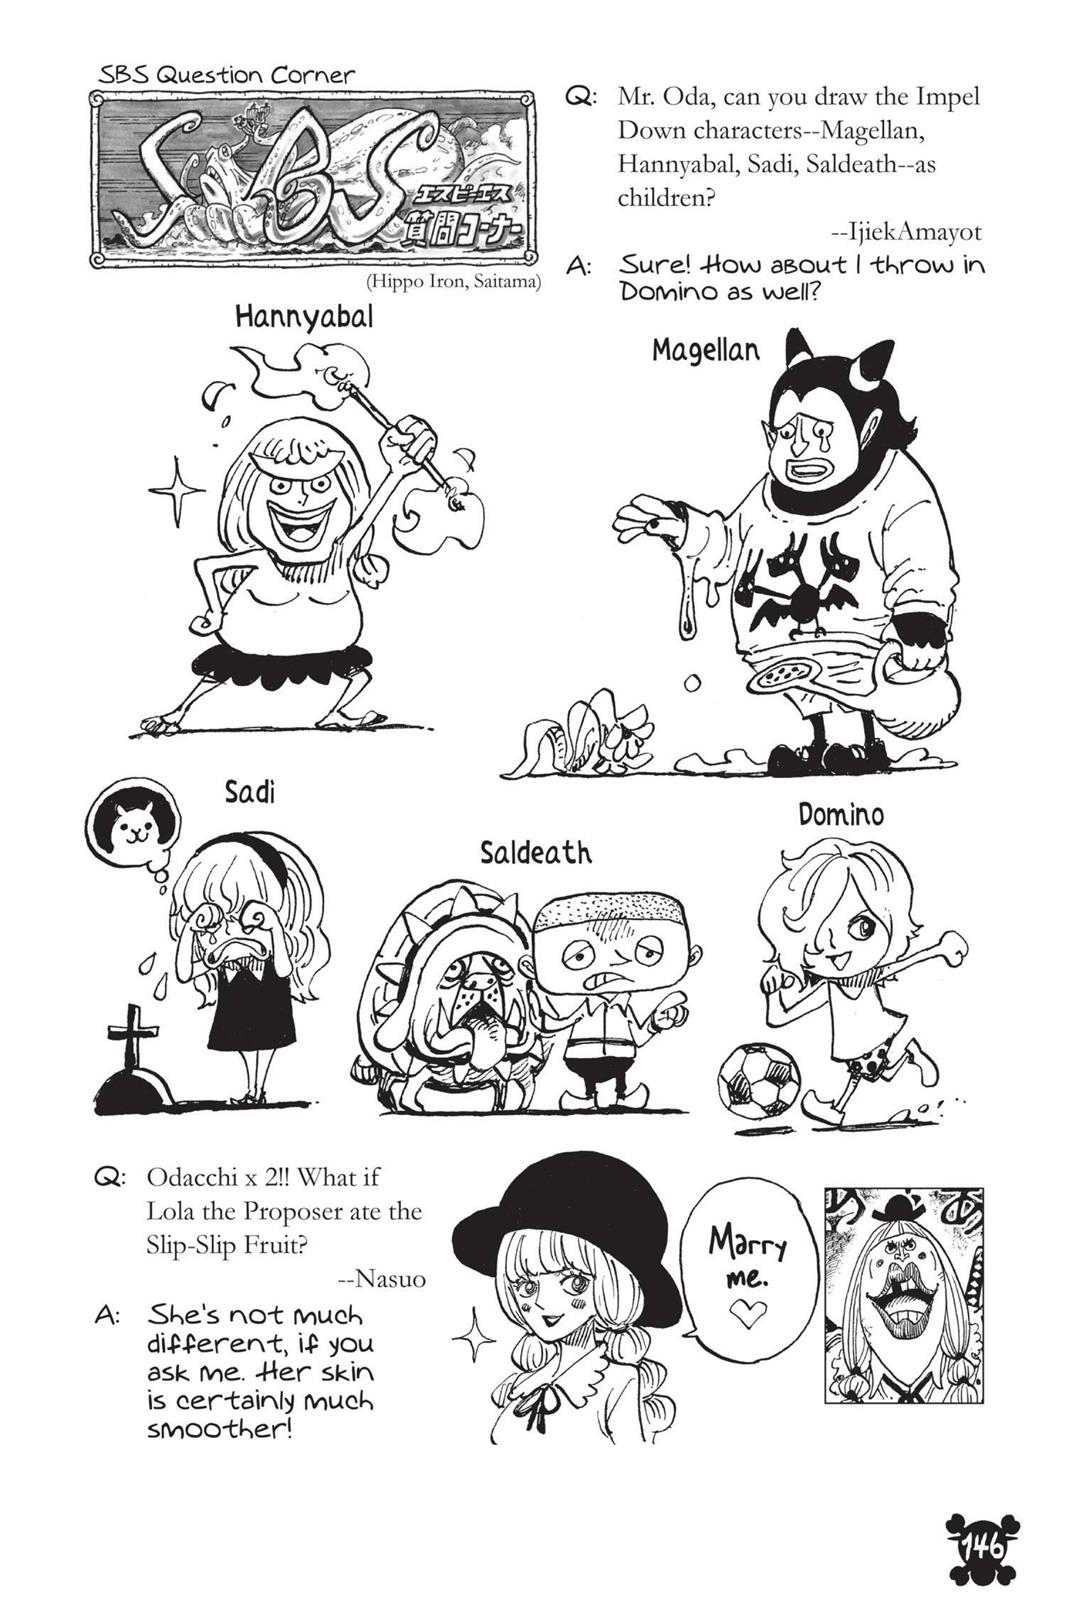 SBS Question Corner
SBS
エスビーエス
質問コーナー
(Hippo Iron, Saitama)
Q: Mr. Oda, can you draw the Impel
Down characters--Magellan,
Hannyabal, Sadi, Saldeath--as
children?
--IjiekAmayot
A: Sure! How about I throw in
Domino as well?
Hannyabal
Magellan
Sadi
Saldeath
Domino
Q: Odacchi x 2!! What if
Lola the Proposer ate the
Slip-Slip Fruit?
--Nasuo
A: She's not much
different, if you
ask me. Her skin
is certainly much
smoother!
Marry
me.
あ
146